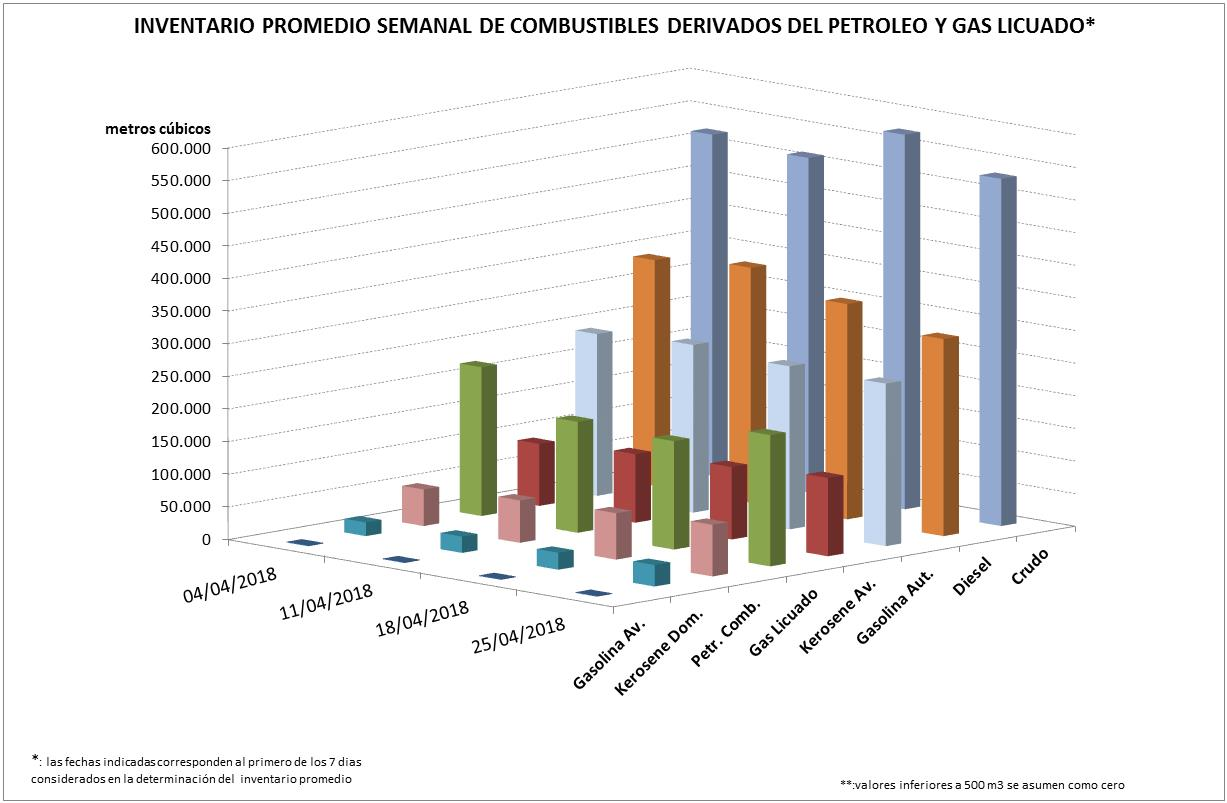 INVENTARIO PROMEDIO SEMANAL DE COMBUSTIBLES DERIVADOS DEL PETROLEO Y GAS LICUADO*
metros cúbicos
600.000
550.000
500.000
450.000
400.000
350.000
300.000
250.000
200.000
150.000
100.000
50.000
0
04/04/2018
11/04/2018
18/04/2018
25/04/2018
Gasolina Av.
Kerosene Dom.
Petr. Comb.
Gas Licuado
Kerosene Av.
Gasolina Aut.
Diesel
Crudo
*: las fechas indicadas corresponden al primero de los 7 dias
considerados en la determinación del inventario promedio
**:valores inferiores a 500 m3 se asumen como cero